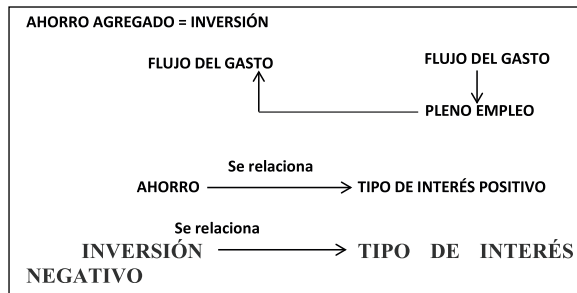 AHORRO AGREGADO = INVERSIÓN
FLUJO DEL GASTO
FLUJO DEL GASTO
PLENO EMPLEO
Se relaciona
AHORRO TIPO DE INTERÉS POSITIVO
Se relaciona
INVERSIÓN TIPO DE INTERÉS
NEGATIVO